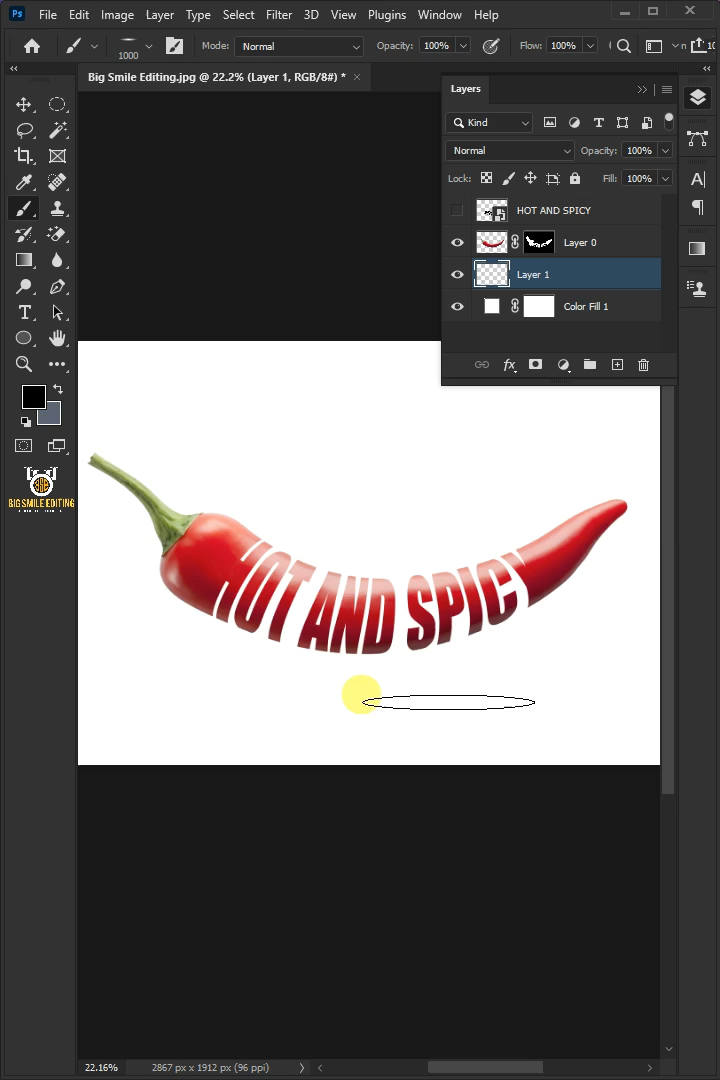 Ps File Edit Image Layer Type Select Filter 3D View Plugins Window Help
1000 Mode: Normal Opacity: 100% Flow: 100%
Big Smile Editing.jpg @ 22.2% (Layer 1, RGB/8#) *
Layers
Kind
Normal Opacity: 100%
Lock: Fill: 100%
HOT AND SPICY
Layer 0
Layer 1
Color Fill 1
fx
BIG SMILE EDITING
HOT AND SPICY
22.16% 2867 px x 1912 px (96 ppi)